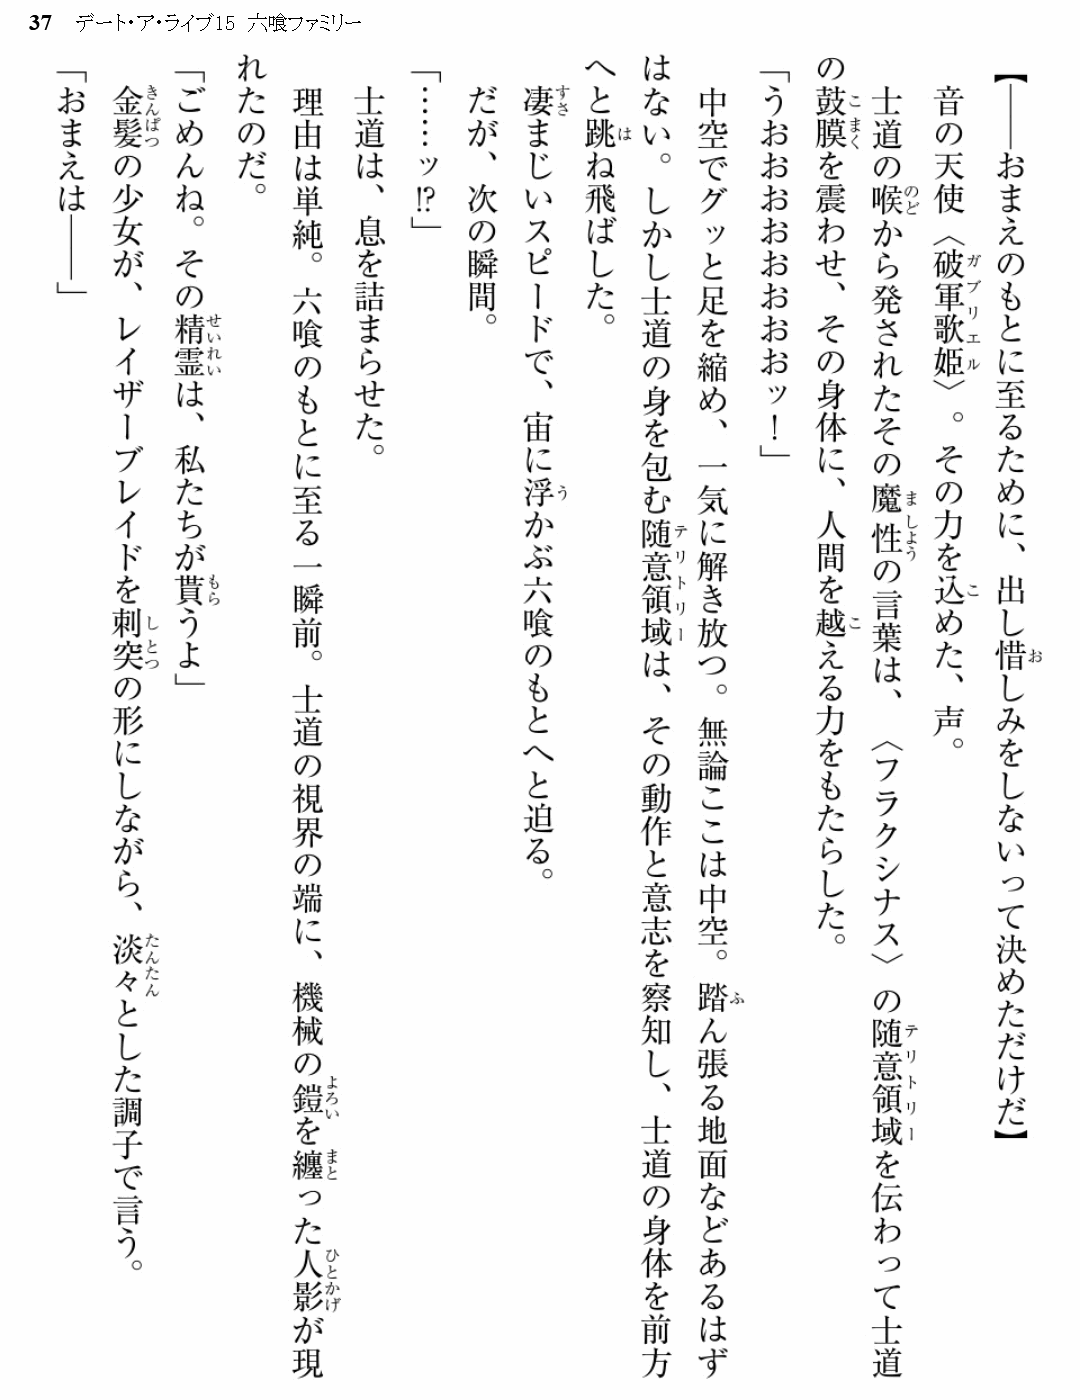 37 デート・ア・ライブ15 六喰ファミリー
【――おまえのもとに至るために、出し惜しみをしないって決めただけだ】
音の天使〈破軍歌姫〉。その力を込めた、声。
士道の喉から発されたその魔性の言葉は、〈フラクシナス〉の随意領域を伝わって士道
の鼓膜を震わせ、その身体に、人間を越える力をもたらした。
「うおおおおおおおおッ！」
中空でグッと足を縮め、一気に解き放つ。無論ここは中空。踏ん張る地面などあるはず
はない。しかし士道の身を包む随意領域は、その動作と意志を察知し、士道の身体を前方
へと跳ね飛ばした。
凄まじいスピードで、宙に浮かぶ六喰のもとへと迫る。
だが、次の瞬間。
「……ッ!?」
士道は、息を詰まらせた。
理由は単純。六喰のもとに至る一瞬前。士道の視界の端に、機械の鎧を纏った人影が現
れたのだ。
「ごめんね。その精霊は、私たちが貰うよ」
金髪の少女が、レイザーブレイドを刺突の形にしながら、淡々とした調子で言う。
「おまえは――」